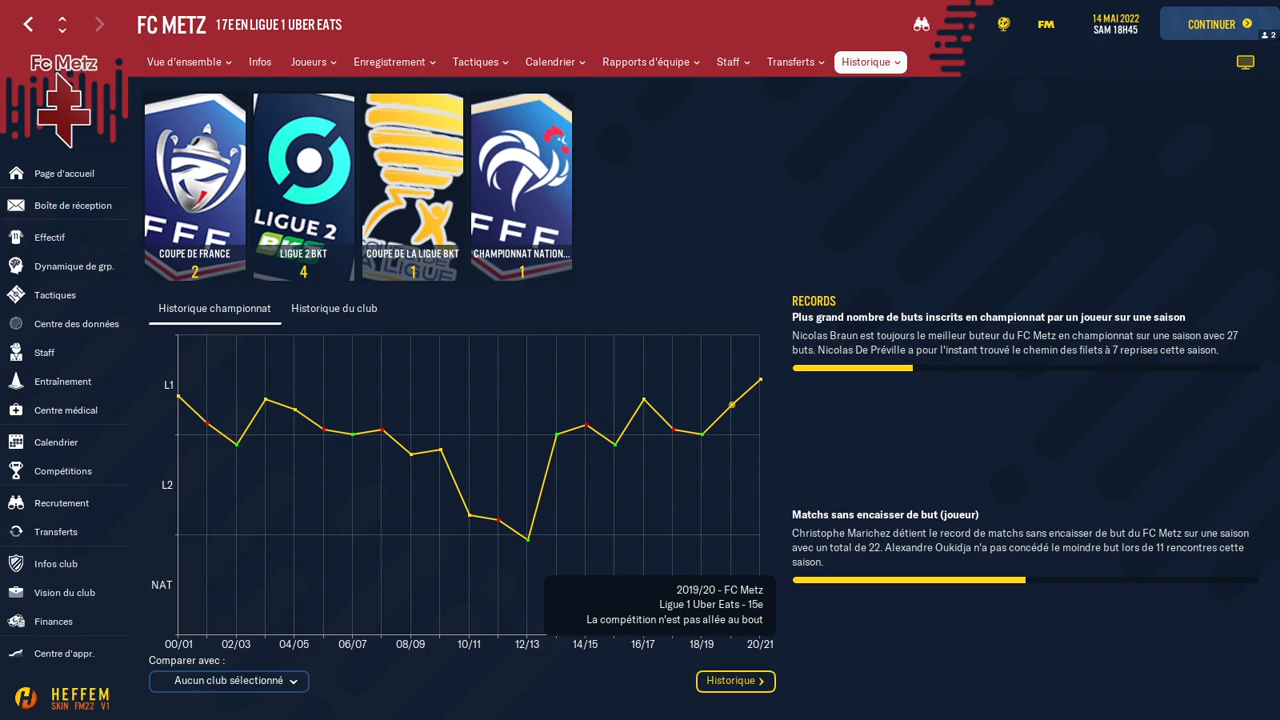 FC METZ 17E EN LIGUE 1 UBER EATS
FM
14 MAI 2022
SAM 18H45
CONTINUER
2
Fc Metz
Vue d'ensemble Infos Joueurs Enregistrement Tactiques Calendrier Rapports d'équipe Staff Transferts Historique
Page d'accueil
Boîte de réception
Effectif
Dynamique de grp.
Tactiques
Centre des données
Staff
Entraînement
Centre médical
Calendrier
Compétitions
Recrutement
Transferts
Infos club
Vision du club
Finances
Centre d'appr.
HEFFEM
SKIN FM22 V1
FFF
COUPE DE FRANCE
2
LIGUE 2
BKT
LIGUE 2 BKT
4
COUPE DE LA LIGUE BKT
1
FFF
CHAMPIONNAT NATION...
1
Historique championnat Historique du club
L1
L2
NAT
00/01 02/03 04/05 06/07 08/09 10/11 12/13 14/15 16/17 18/19 20/21
2019/20 - FC Metz
Ligue 1 Uber Eats - 15e
La compétition n'est pas allée au bout
Comparer avec :
Aucun club sélectionné
Historique
RECORDS
Plus grand nombre de buts inscrits en championnat par un joueur sur une saison
Nicolas Braun est toujours le meilleur buteur du FC Metz en championnat sur une saison avec 27
buts. Nicolas De Préville a pour l'instant trouvé le chemin des filets à 7 reprises cette saison.
Matchs sans encaisser de but (joueur)
Christophe Marichez détient le record de matchs sans encaisser de but du FC Metz sur une saison
avec un total de 22. Alexandre Oukidja n'a pas concédé le moindre but lors de 11 rencontres cette
saison.